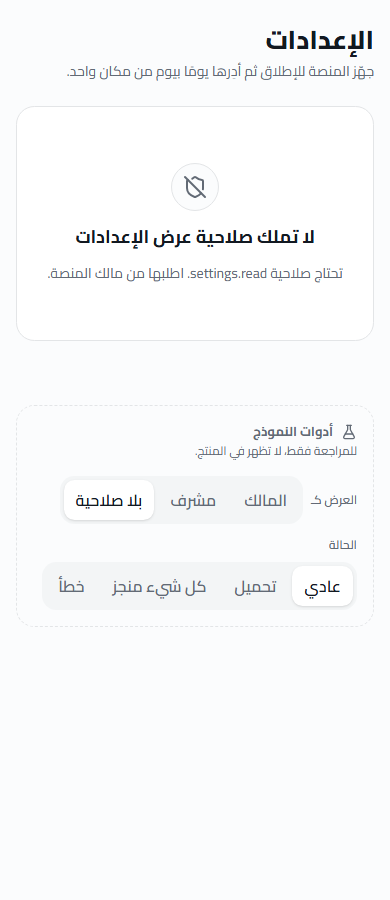 الإعدادات
جهّز المنصة للإطلاق ثم أدِرها يومًا بيوم من مكان واحد.
لا تملك صلاحية عرض الإعدادات
تحتاج صلاحية settings.read. اطلبها من مالك المنصة.
أدوات النموذج
للمراجعة فقط، لا تظهر في المنتج.
العرض كـ المالك مشرف بلا صلاحية
الحالة
عادي تحميل كل شيء منجز خطأ